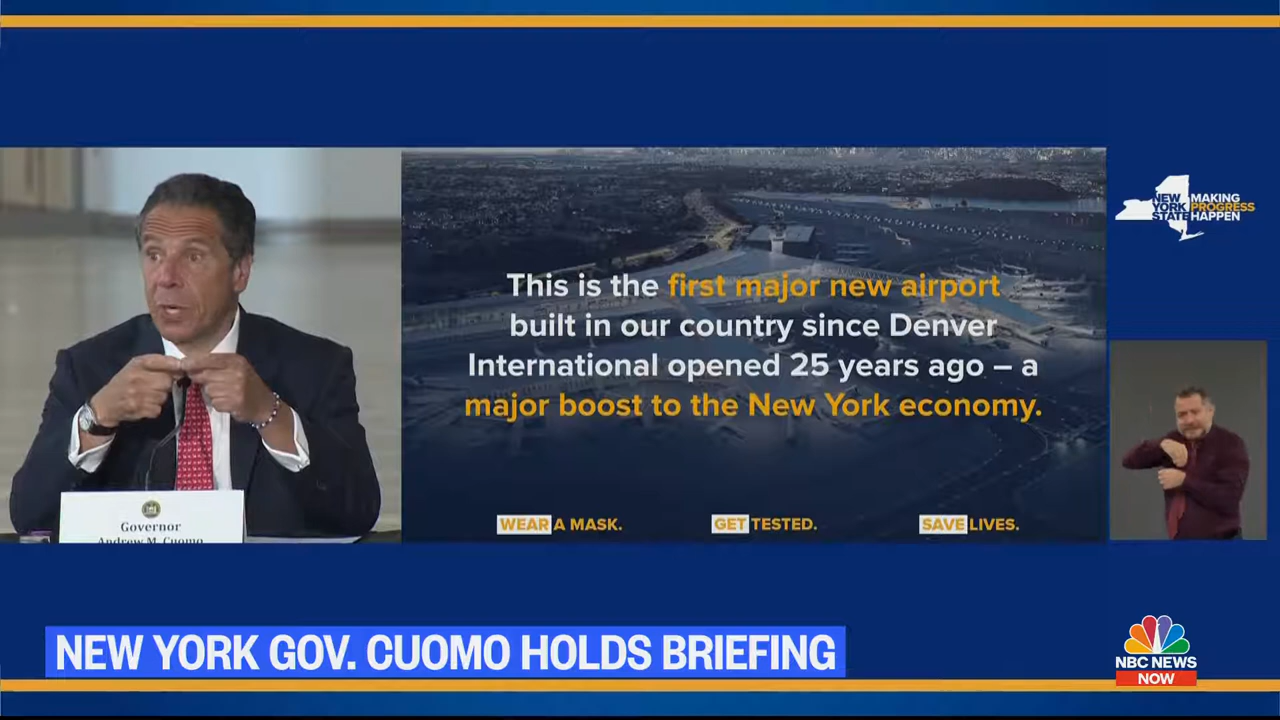 This is the first major new airport
built in our country since Denver
International opened 25 years ago – a
major boost to the New York economy.
WEAR A MASK. GET TESTED. SAVE LIVES.
Governor
Andrew M. Cuomo
NEW
YORK
STATE
MAKING
PROGRESS
HAPPEN
NEW YORK GOV. CUOMO HOLDS BRIEFING
NBC NEWS
NOW